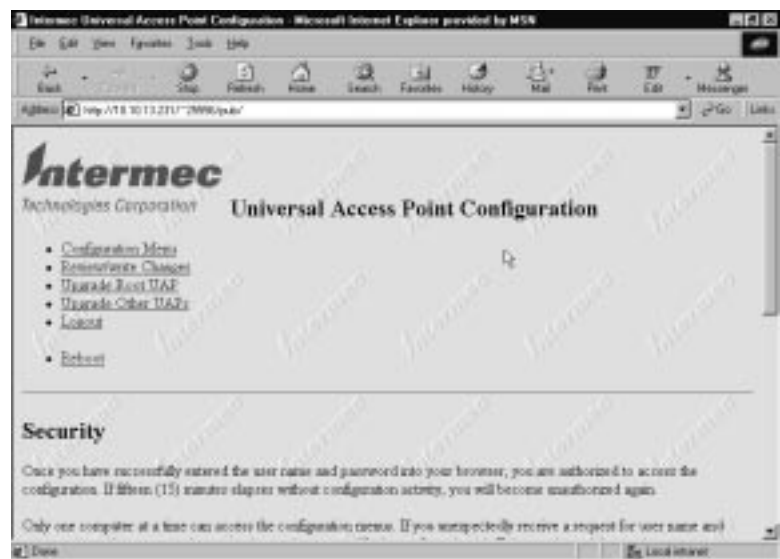 Intermec Universal Access Point Configuration - Microsoft Internet Explorer provided by MSN
File Edit View Favorites Tools Help
Back Stop Refresh Home Search Favorites History Mail Print Edit Messenger
Address Go Links
Intermec
Technologies Corporation
Universal Access Point Configuration
Configuration Menu
Review/write Changes
Upgrade Root UAP
Upgrade Other UAPs
Logout
Reboot
Security
Once you have successfully entered the user name and password into your browser, you are authorized to access the
configuration. If fifteen (15) minutes elapses without configuration activity, you will become unauthorized again.
Only one computer at a time can access the configuration menus. If you unexpectedly receive a request for user name and
Done Local intranet